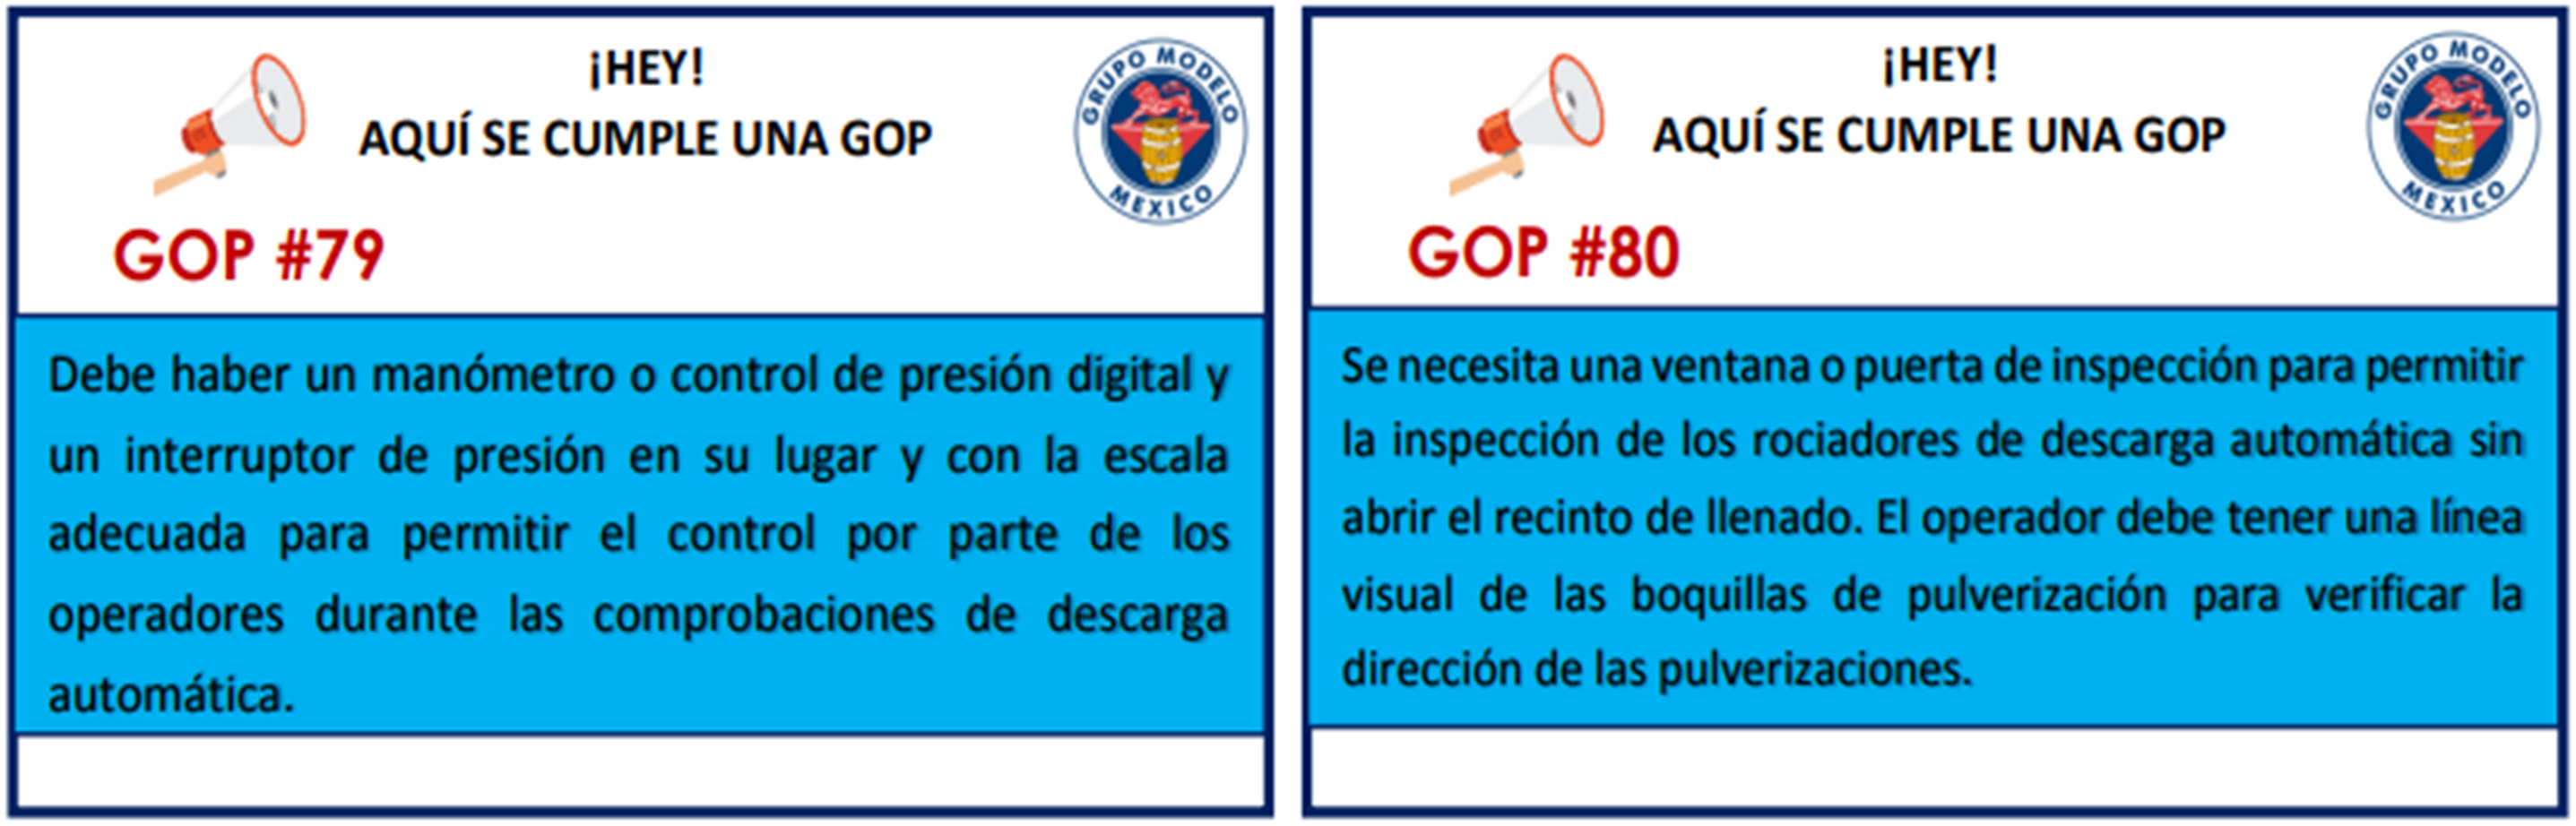 ¡HEY!
AQUÍ SE CUMPLE UNA GOP
GRUPO MODELO
MEXICO
GOP #79
Debe haber un manómetro o control de presión digital y
un interruptor de presión en su lugar y con la escala
adecuada para permitir el control por parte de los
operadores durante las comprobaciones de descarga
automática.
¡HEY!
AQUÍ SE CUMPLE UNA GOP
GRUPO MODELO
MEXICO
GOP #80
Se necesita una ventana o puerta de inspección para permitir
la inspección de los rociadores de descarga automática sin
abrir el recinto de llenado. El operador debe tener una línea
visual de las boquillas de pulverización para verificar la
dirección de las pulverizaciones.